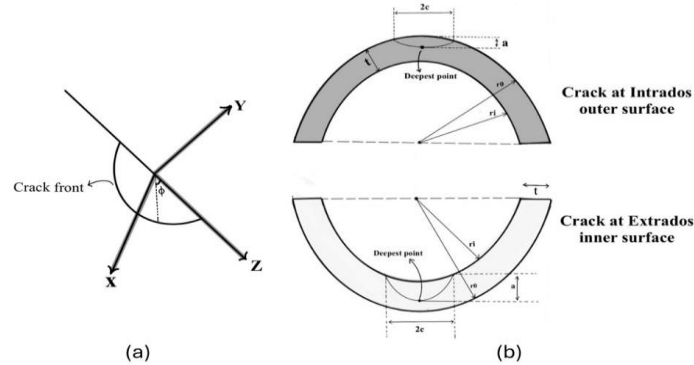 Y
Crack front
ϕ
X
Z
(a)
2c
a
t
Deepest point
r0
ri
Crack at Intrados
outer surface
t
Crack at Extrados
inner surface
Deepest point
ri
r0
a
2c
(b)